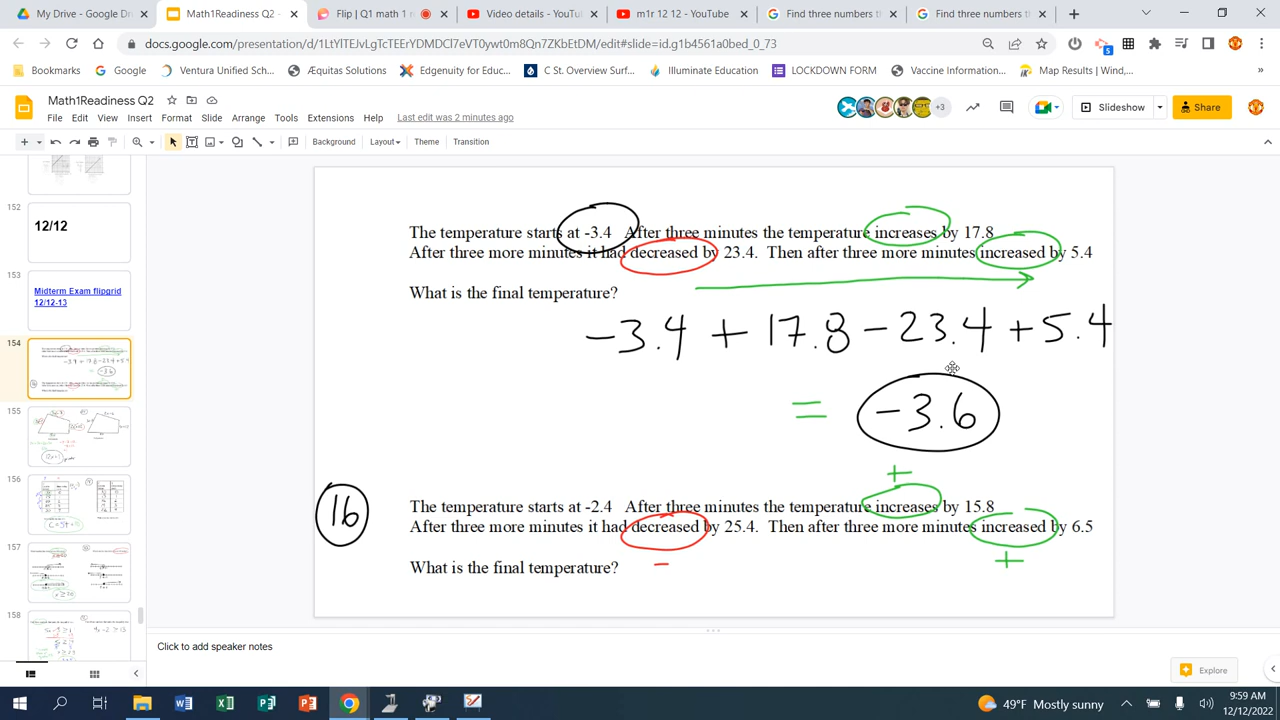 My Drive - Google Drive
Math1Readiness Q2 -
Flip I Q1 math 1 r
Video details - YouTu
m1r 12 12 - YouTube
Find three numbers th
Find three numbers th
docs.google.com/presentation/d/1LtYlTEJvLgTcTEErYDMDCI7eVT0ywt0m8Qn7ZKbEtDM/edit#slide=id.g1b4561a0bed_0_73
5
Bookmarks
Google
Ventura Unified Sch...
Æquitas Solutions
Edgenuity for Educ...
C St. Overview Surf...
Illuminate Education
LOCKDOWN FORM
Vaccine Information...
Map Results | Wind,...
Math1Readiness Q2
File Edit View Insert Format Slide Arrange Tools Extensions Help Last edit was 2 minutes ago
+3
Slideshow
Share
Background Layout Theme Transition
152
12/12
153
Midterm Exam flipgrid
12/12-13
154
155
156
157
158
The temperature starts at -3.4 After three minutes the temperature increases by 17.8
After three more minutes it had decreased by 23.4. Then after three more minutes increased by 5.4
What is the final temperature?
-3.4 + 17.8 - 23.4 + 5.4
= -3.6
+
16
The temperature starts at -2.4 After three minutes the temperature increases by 15.8
After three more minutes it had decreased by 25.4. Then after three more minutes increased by 6.5
What is the final temperature?
- +
Click to add speaker notes
Explore
49°F Mostly sunny
9:59 AM
12/12/2022